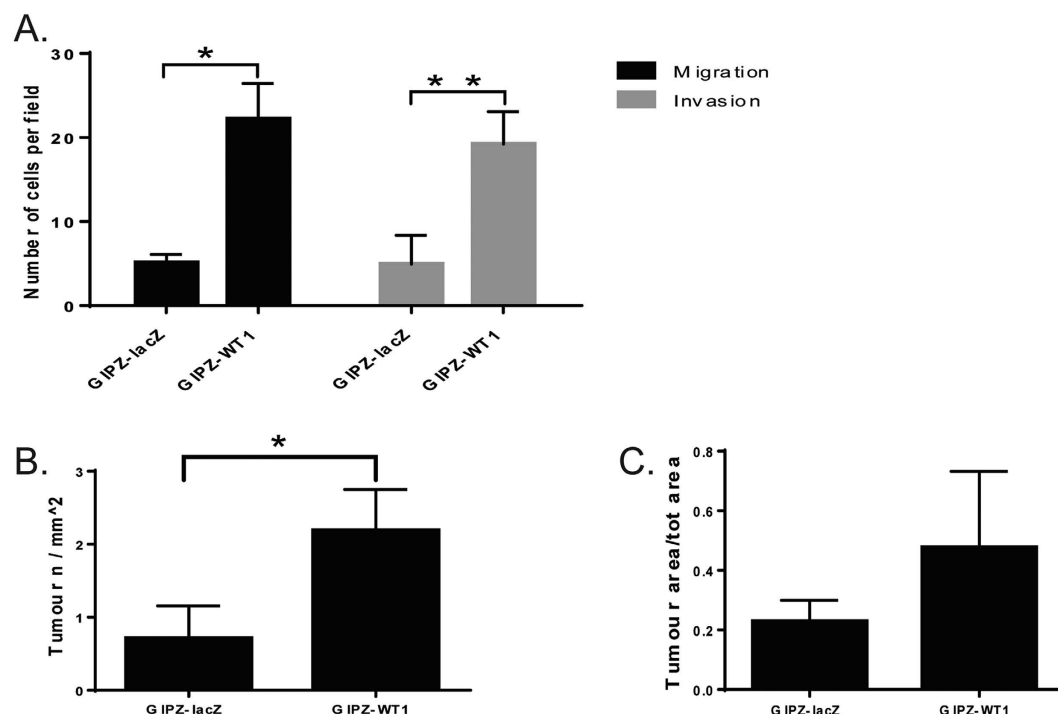 A.
Number of cells per field
30
20
10
0
*
* *
Migration
Invasion
GIPZ-lacZ
GIPZ-WT1
GIPZ-lacZ
GIPZ-WT1
B.
Tumour n / mm^2
3
2
1
0
*
GIPZ-lacZ
GIPZ-WT1
C.
Tumour area/tot area
0.8
0.6
0.4
0.2
0.0
GIPZ-lacZ
GIPZ-WT1